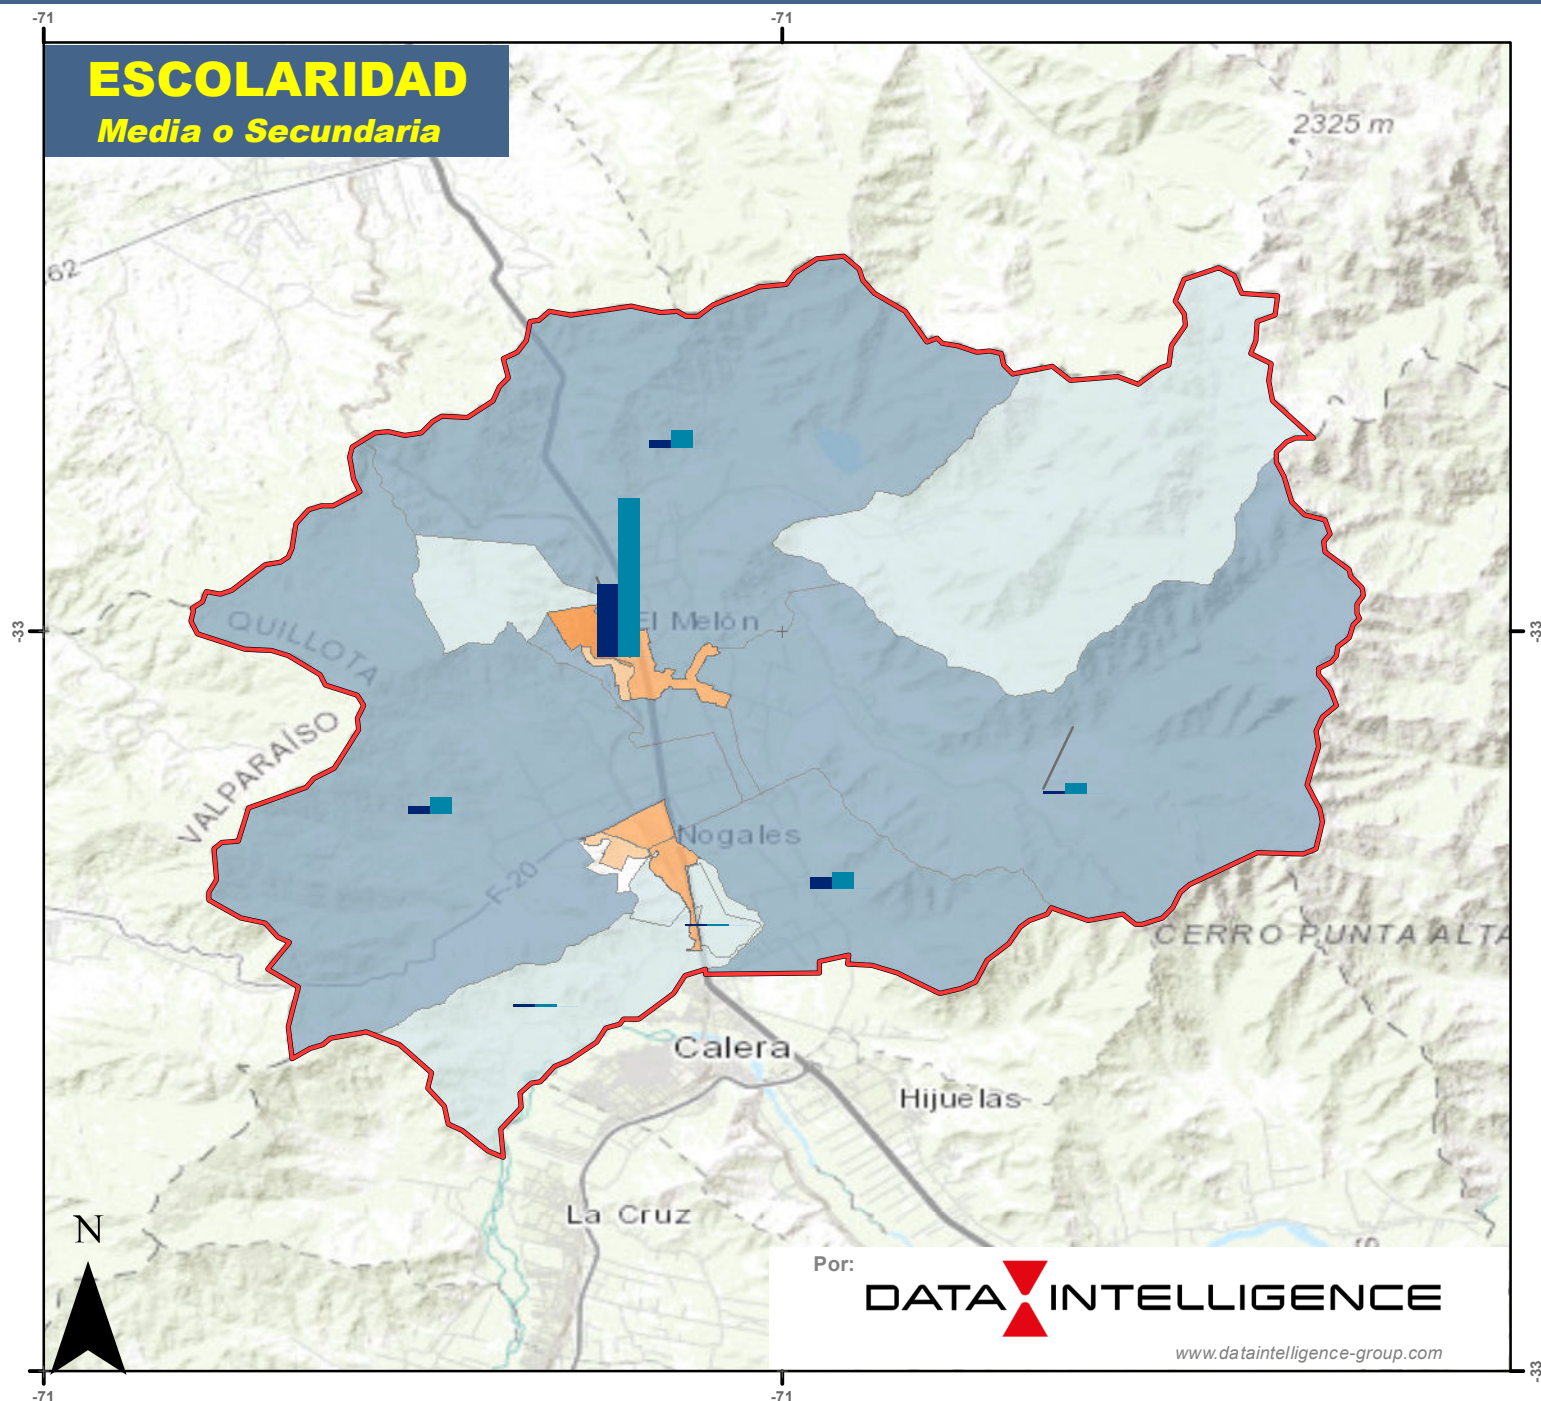 -71
-71
ESCOLARIDAD
Media o Secundaria
2325 m
62
El Melón
QUILLOTA
-33
-33
VALPARAÍSO
Nogales
F-20
CERRO PUNTA ALTA
Calera
Hijuelas
La Cruz
N
Por:
DATA INTELLIGENCE
www.dataintelligence-group.com
-33
-71
-71